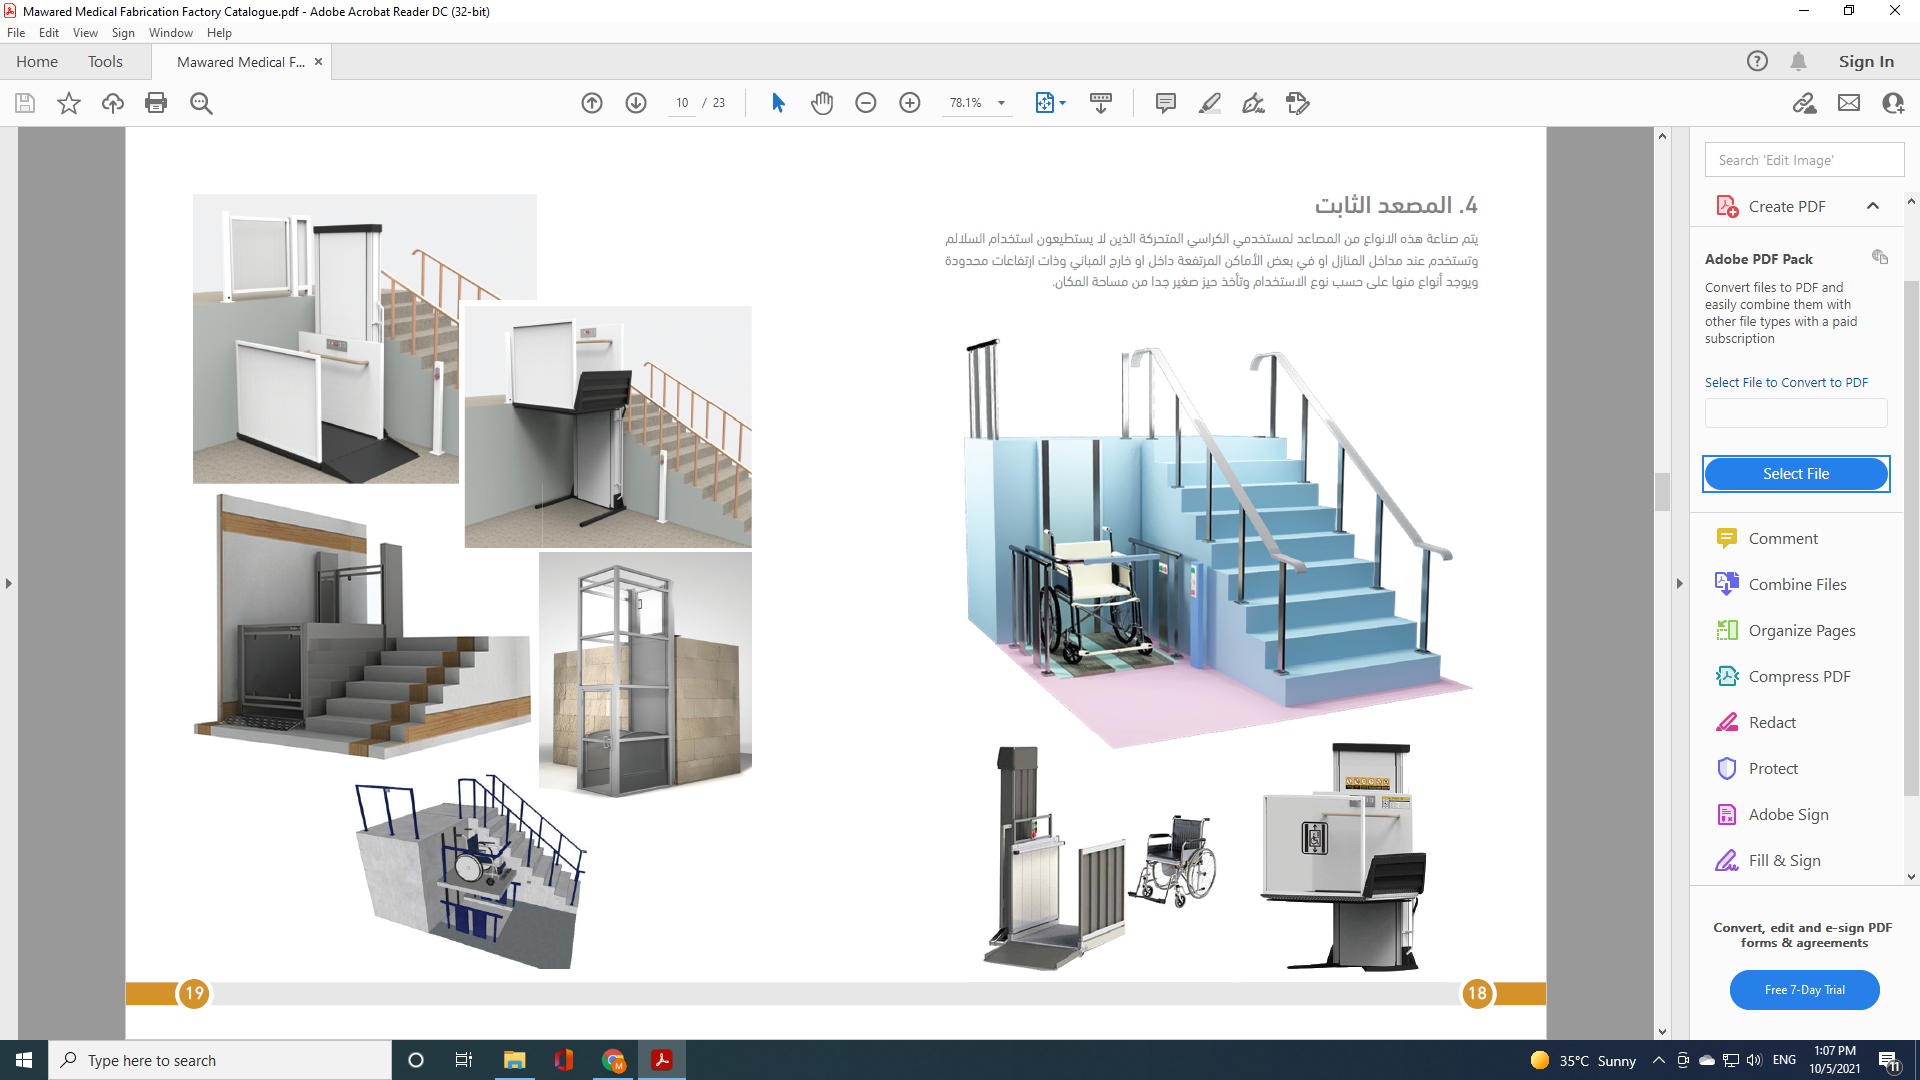 Mawared Medical Fabrication Factory Catalogue.pdf - Adobe Acrobat Reader DC (32-bit)
File Edit View Sign Window Help
Home Tools Mawared Medical F... Sign In
10 / 23 78.1%
Search 'Edit Image'
Create PDF
Adobe PDF Pack
Convert files to PDF and
easily combine them with
other file types with a paid
subscription
Select File to Convert to PDF
Select File
Comment
Combine Files
Organize Pages
Compress PDF
Redact
Protect
Adobe Sign
Fill & Sign
Convert, edit and e-sign PDF
forms & agreements
Free 7-Day Trial
4. المصعد الثابت
يتم صناعة هذه الانواع من المصاعد لمستخدمي الكراسي المتحركة الذين لا يستطيعون استخدام السلالم
وتستخدم عند مداخل المنازل او في بعض الأماكن المرتفعة داخل او خارج المباني وذات ارتفاعات محدودة
ويوجد أنواع منها على حسب نوع الاستخدام وتأخذ حيز صغير جدا من مساحة المكان.
19
18
Type here to search
35°C Sunny
ENG
1:07 PM
10/5/2021
11